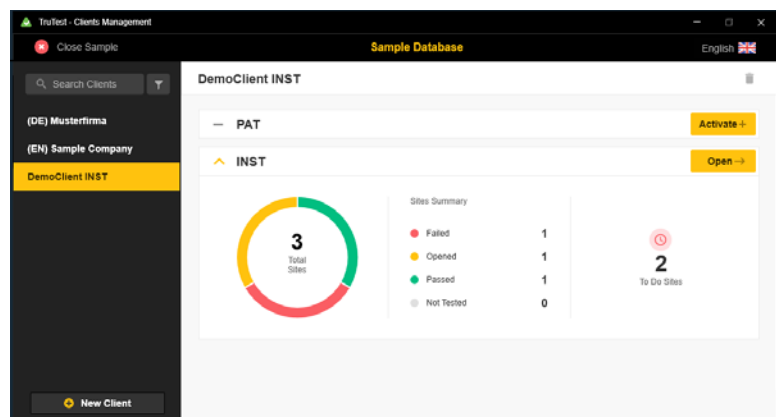 TruTest - Clients Management
Close Sample
Sample Database
English
Search Clients
DemoClient INST
(DE) Musterfirma
(EN) Sample Company
DemoClient INST
PAT
Activate
INST
Open
3
Total
Sites
Sites Summary
Failed 1
Opened 1
Passed 1
Not Tested 0
2
To Do Sites
New Client